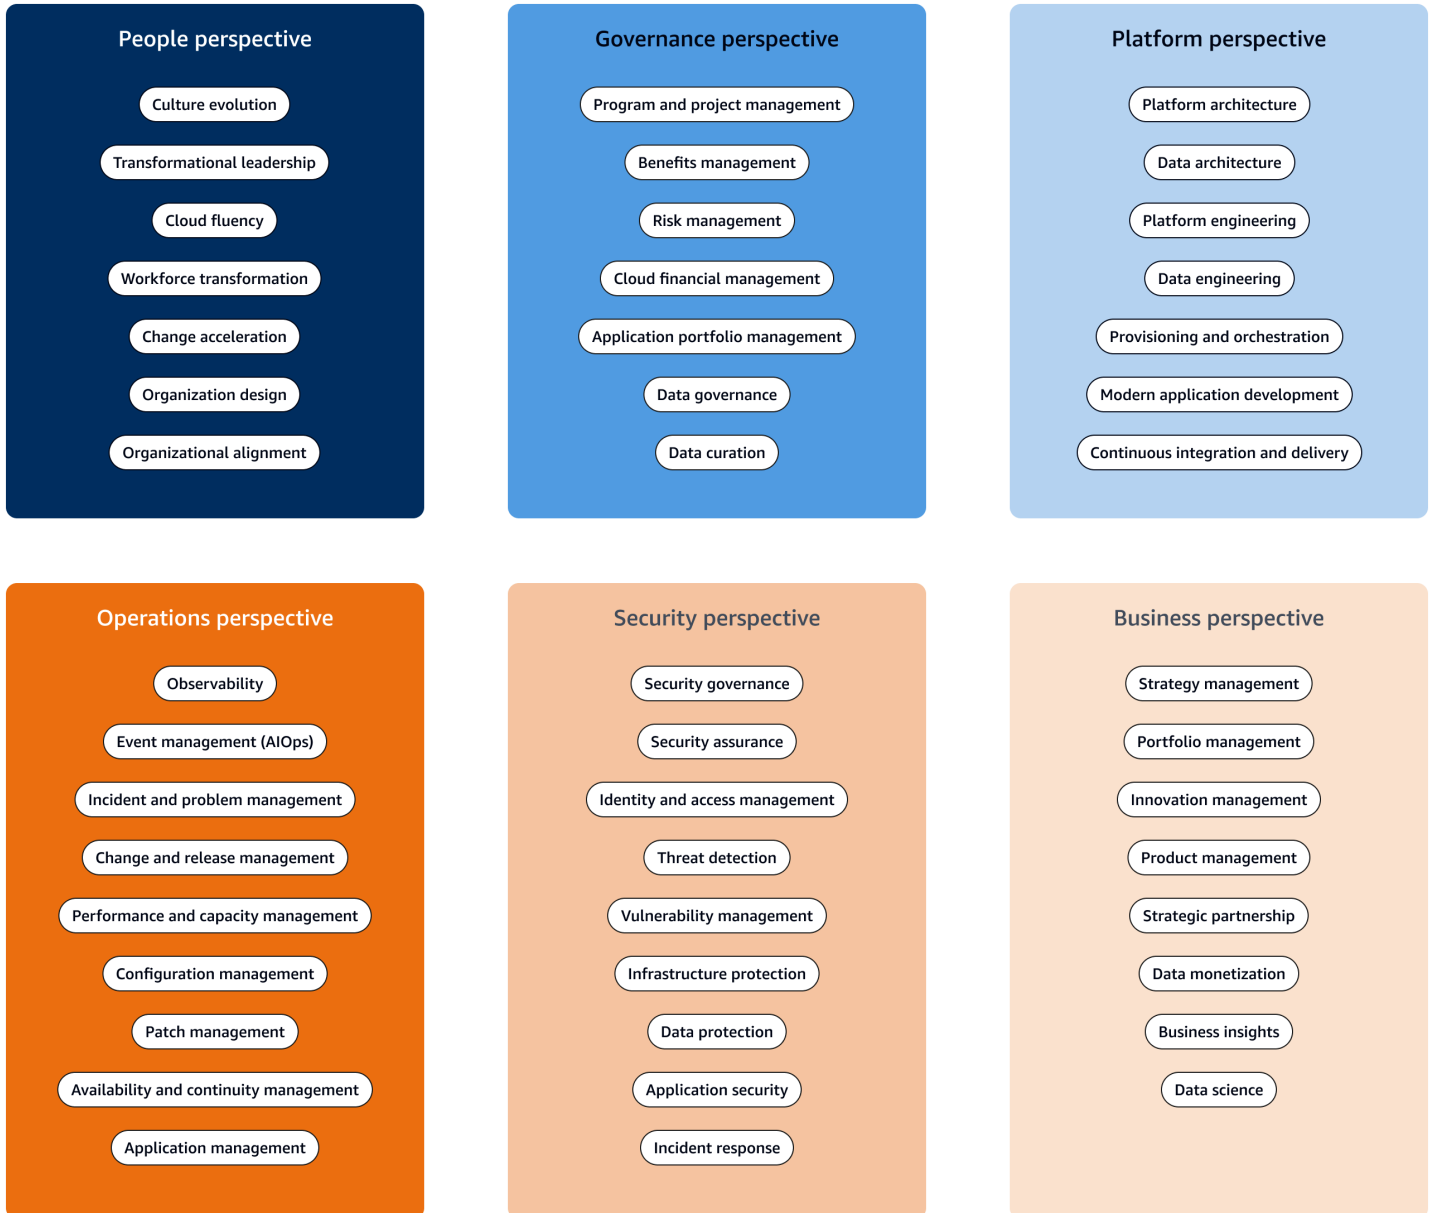 People perspective
Culture evolution
Transformational leadership
Cloud fluency
Workforce transformation
Change acceleration
Organization design
Organizational alignment
Governance perspective
Program and project management
Benefits management
Risk management
Cloud financial management
Application portfolio management
Data governance
Data curation
Platform perspective
Platform architecture
Data architecture
Platform engineering
Data engineering
Provisioning and orchestration
Modern application development
Continuous integration and delivery
Operations perspective
Observability
Event management (AIOps)
Incident and problem management
Change and release management
Performance and capacity management
Configuration management
Patch management
Availability and continuity management
Application management
Security perspective
Security governance
Security assurance
Identity and access management
Threat detection
Vulnerability management
Infrastructure protection
Data protection
Application security
Incident response
Business perspective
Strategy management
Portfolio management
Innovation management
Product management
Strategic partnership
Data monetization
Business insights
Data science